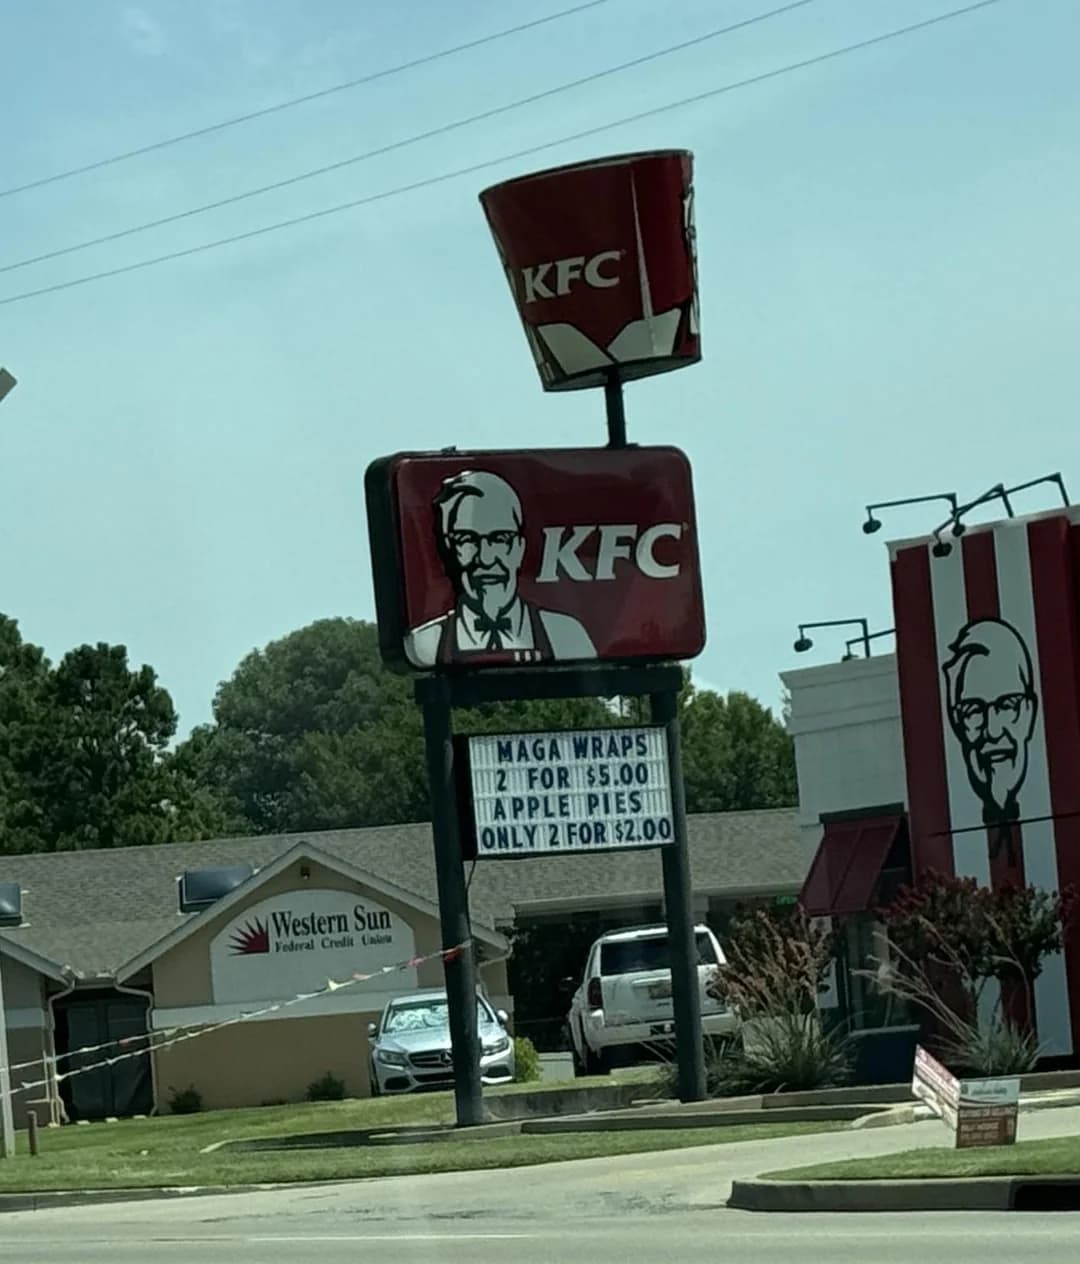 KFC
KFC
MAGA WRAPS
2 FOR $5.00
APPLE PIES
ONLY 2 FOR $2.00
Western Sun
Federal Credit Union